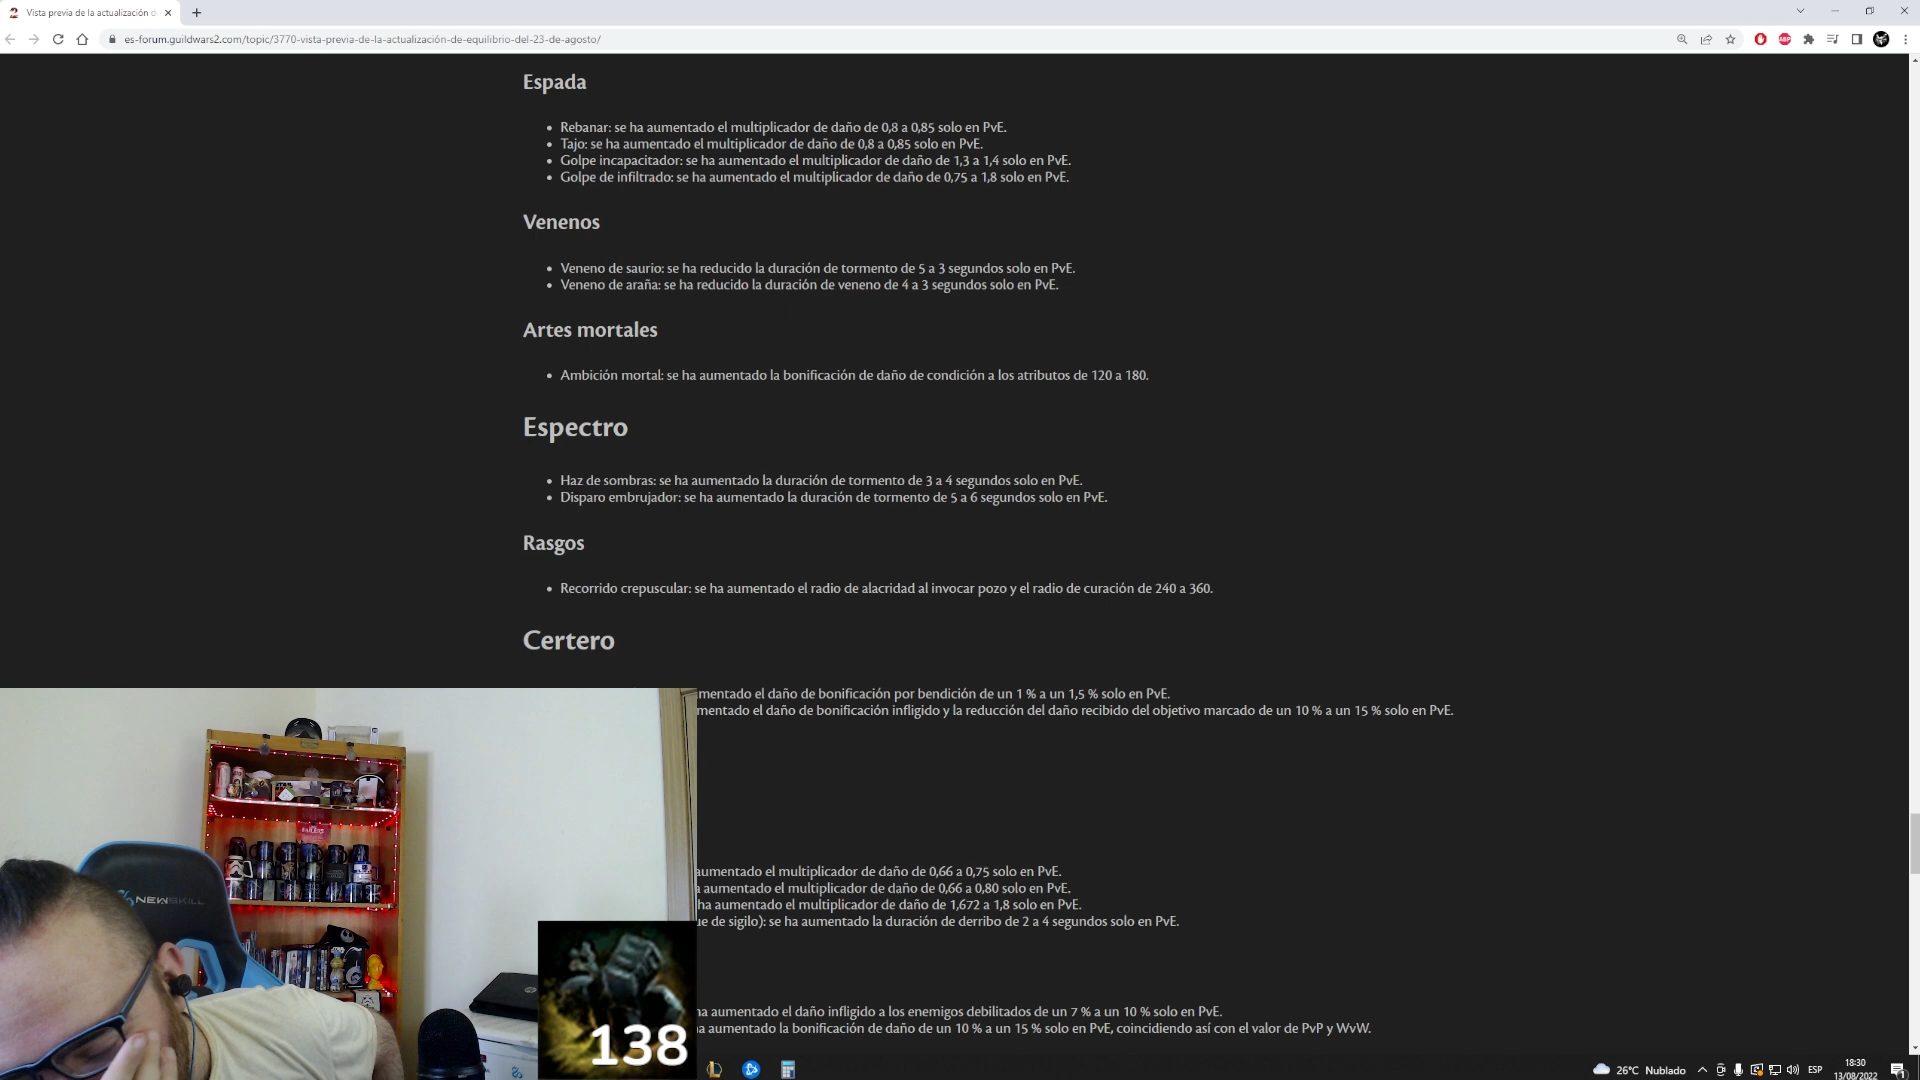 Vista previa de la actualización d
es-forum.guildwars2.com/topic/3770-vista-previa-de-la-actualización-de-equilibrio-del-23-de-agosto/
ABP
Espada
• Rebanar: se ha aumentado el multiplicador de daño de 0,8 a 0,85 solo en PvE.
• Tajo: se ha aumentado el multiplicador de daño de 0,8 a 0,85 solo en PvE.
• Golpe incapacitador: se ha aumentado el multiplicador de daño de 1,3 a 1,4 solo en PvE.
• Golpe de infiltrado: se ha aumentado el multiplicador de daño de 0,75 a 1,8 solo en PvE.
Venenos
• Veneno de saurio: se ha reducido la duración de tormento de 5 a 3 segundos solo en PvE.
• Veneno de araña: se ha reducido la duración de veneno de 4 a 3 segundos solo en PvE.
Artes mortales
• Ambición mortal: se ha aumentado la bonificación de daño de condición a los atributos de 120 a 180.
Espectro
• Haz de sombras: se ha aumentado la duración de tormento de 3 a 4 segundos solo en PvE.
• Disparo embrujador: se ha aumentado la duración de tormento de 5 a 6 segundos solo en PvE.
Rasgos
• Recorrido crepuscular: se ha aumentado el radio de alacridad al invocar pozo y el radio de curación de 240 a 360.
Certero
mentado el daño de bonificación por bendición de un 1 % a un 1,5 % solo en PvE.
mentado el daño de bonificación infligido y la reducción del daño recibido del objetivo marcado de un 10 % a un 15 % solo en PvE.
aumentado el multiplicador de daño de 0,66 a 0,75 solo en PvE.
a aumentado el multiplicador de daño de 0,66 a 0,80 solo en PvE.
ha aumentado el multiplicador de daño de 1,672 a 1,8 solo en PvE.
ue de sigilo): se ha aumentado la duración de derribo de 2 a 4 segundos solo en PvE.
ha aumentado el daño infligido a los enemigos debilitados de un 7 % a un 10 % solo en PvE.
a aumentado la bonificación de daño de un 10 % a un 15 % solo en PvE, coincidiendo así con el valor de PvP y WvW.
NEWSKILL
138
26°C Nublado
ESP
18:30
13/08/2022